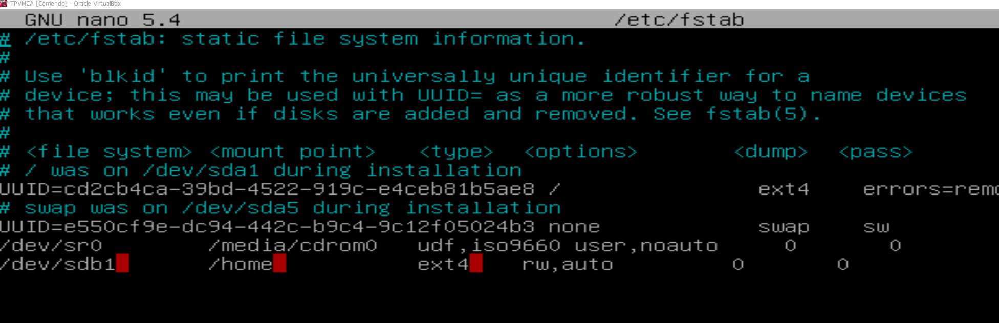 TPVMCA [Corriendo] - Oracle VirtualBox
GNU nano 5.4 /etc/fstab
# /etc/fstab: static file system information.
#
# Use 'blkid' to print the universally unique identifier for a
# device; this may be used with UUID= as a more robust way to name devices
# that works even if disks are added and removed. See fstab(5).
#
# <file system> <mount point> <type> <options> <dump> <pass>
# / was on /dev/sda1 during installation
UUID=cd2cb4ca-39bd-4522-919c-e4ceb81b5ae8 / ext4 errors=remo
# swap was on /dev/sda5 during installation
UUID=e550cf9e-dc94-442c-b9c4-9c12f05024b3 none swap sw
/dev/sr0 /media/cdrom0 udf,iso9660 user,noauto 0 0
/dev/sdb1 /home ext4 rw,auto 0 0